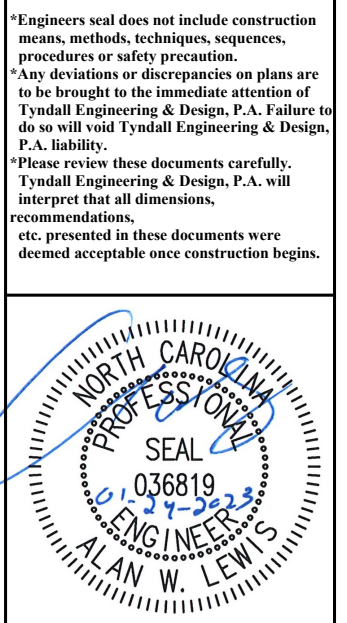 *Engineers seal does not include construction
means, methods, techniques, sequences,
procedures or safety precaution.
*Any deviations or discrepancies on plans are
to be brought to the immediate attention of
Tyndall Engineering & Design, P.A. Failure to
do so will void Tyndall Engineering & Design,
P.A. liability.
*Please review these documents carefully.
Tyndall Engineering & Design, P.A. will
interpret that all dimensions,
recommendations,
etc. presented in these documents were
deemed acceptable once construction begins.
NORTH CAROLINA
PROFESSIONAL
SEAL
036819
01-24-2023
ENGINEER
ALAN W. LEWIS